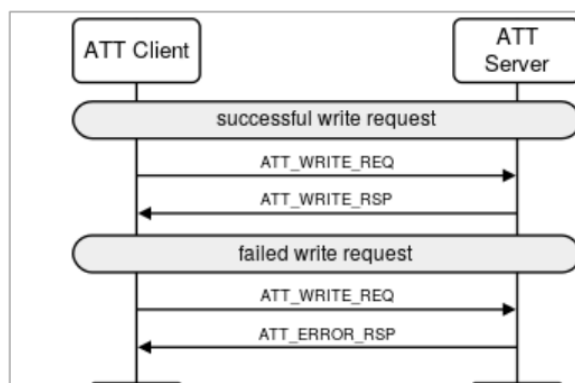 ATT Client
ATT
Server
successful write request
ATT_WRITE_REQ
ATT_WRITE_RSP
failed write request
ATT_WRITE_REQ
ATT_ERROR_RSP